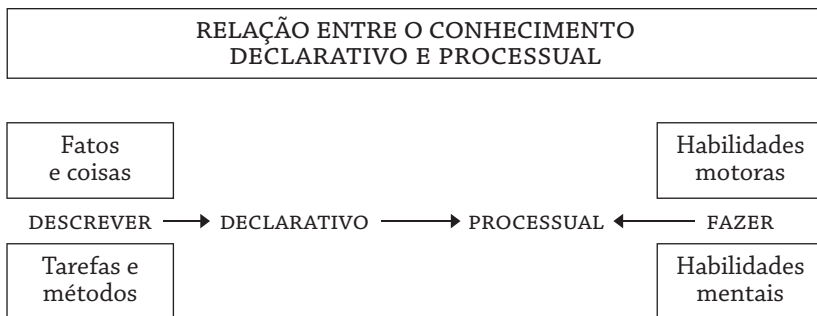 RELAÇÃO ENTRE O CONHECIMENTO
DECLARATIVO E PROCESSUAL
Fatos
e coisas
Habilidades
motoras
DESCREVER DECLARATIVO PROCESSUAL FAZER
Tarefas e
métodos
Habilidades
mentais